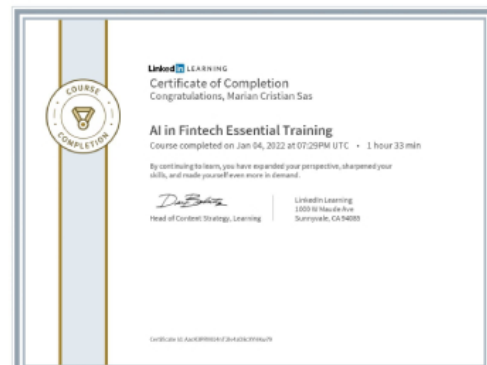 COURSE
COMPLETION
Linked in LEARNING
Certificate of Completion
Congratulations, Marian Cristian Sas
AI in Fintech Essential Training
Course completed on Jan 04, 2022 at 07:29PM UTC • 1 hour 33 min
By continuing to learn, you have expanded your perspective, sharpened your
skills, and made yourself even more in demand.
Head of Content Strategy, Learning
LinkedIn Learning
1000 W Maude Ave
Sunnyvale, CA 94085
Certificate Id: